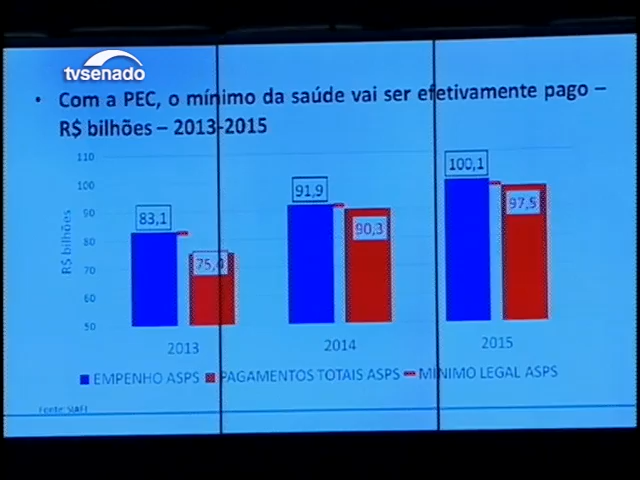 tvsenado
• Com a PEC, o mínimo da saúde vai ser efetivamente pago –
R$ bilhões – 2013-2015
110
100
90
80
70
60
50
R$ bilhões
83,1
75,4
91,9
90,3
100,1
97,5
2013
2014
2015
EMPENHO ASPS
PAGAMENTOS TOTAIS ASPS
MÍNIMO LEGAL ASPS
Fonte: SIAFI